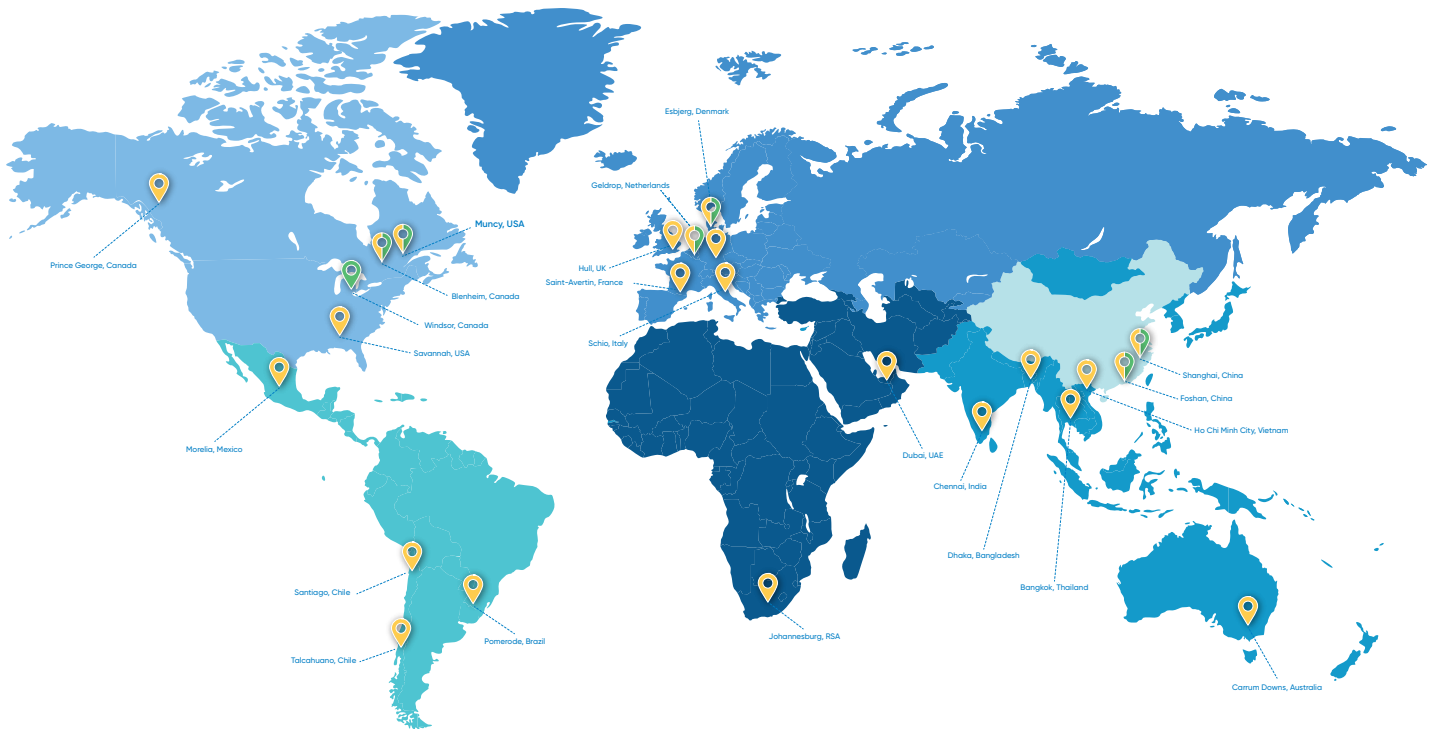 Esbjerg, Denmark
Geldrop, Netherlands
Muncy, USA
Prince George, Canada
Hull, UK
Saint-Avertin, France
Blenheim, Canada
Windsor, Canada
Schio, Italy
Savannah, USA
Shanghai, China
Foshan, China
Ho Chi Minh City, Vietnam
Morelia, Mexico
Dubai, UAE
Chennai, India
Dhaka, Bangladesh
Bangkok, Thailand
Santiago, Chile
Johannesburg, RSA
Pomerode, Brazil
Talcahuano, Chile
Carrum Downs, Australia